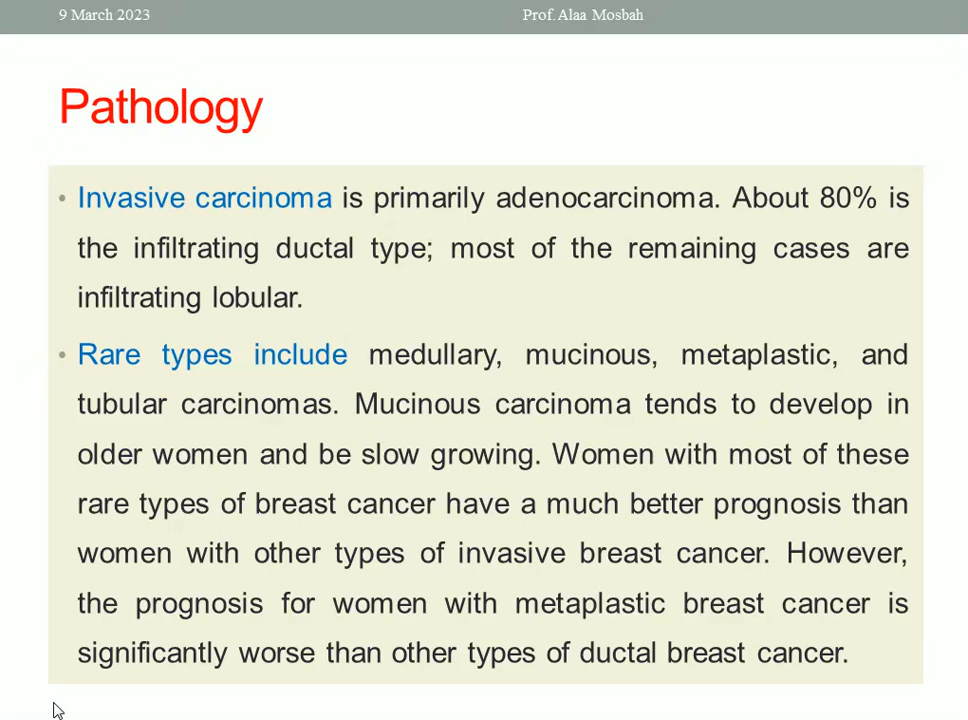 9 March 2023 Prof. Alaa Mosbah
Pathology
• Invasive carcinoma is primarily adenocarcinoma. About 80% is
the infiltrating ductal type; most of the remaining cases are
infiltrating lobular.
• Rare types include medullary, mucinous, metaplastic, and
tubular carcinomas. Mucinous carcinoma tends to develop in
older women and be slow growing. Women with most of these
rare types of breast cancer have a much better prognosis than
women with other types of invasive breast cancer. However,
the prognosis for women with metaplastic breast cancer is
significantly worse than other types of ductal breast cancer.